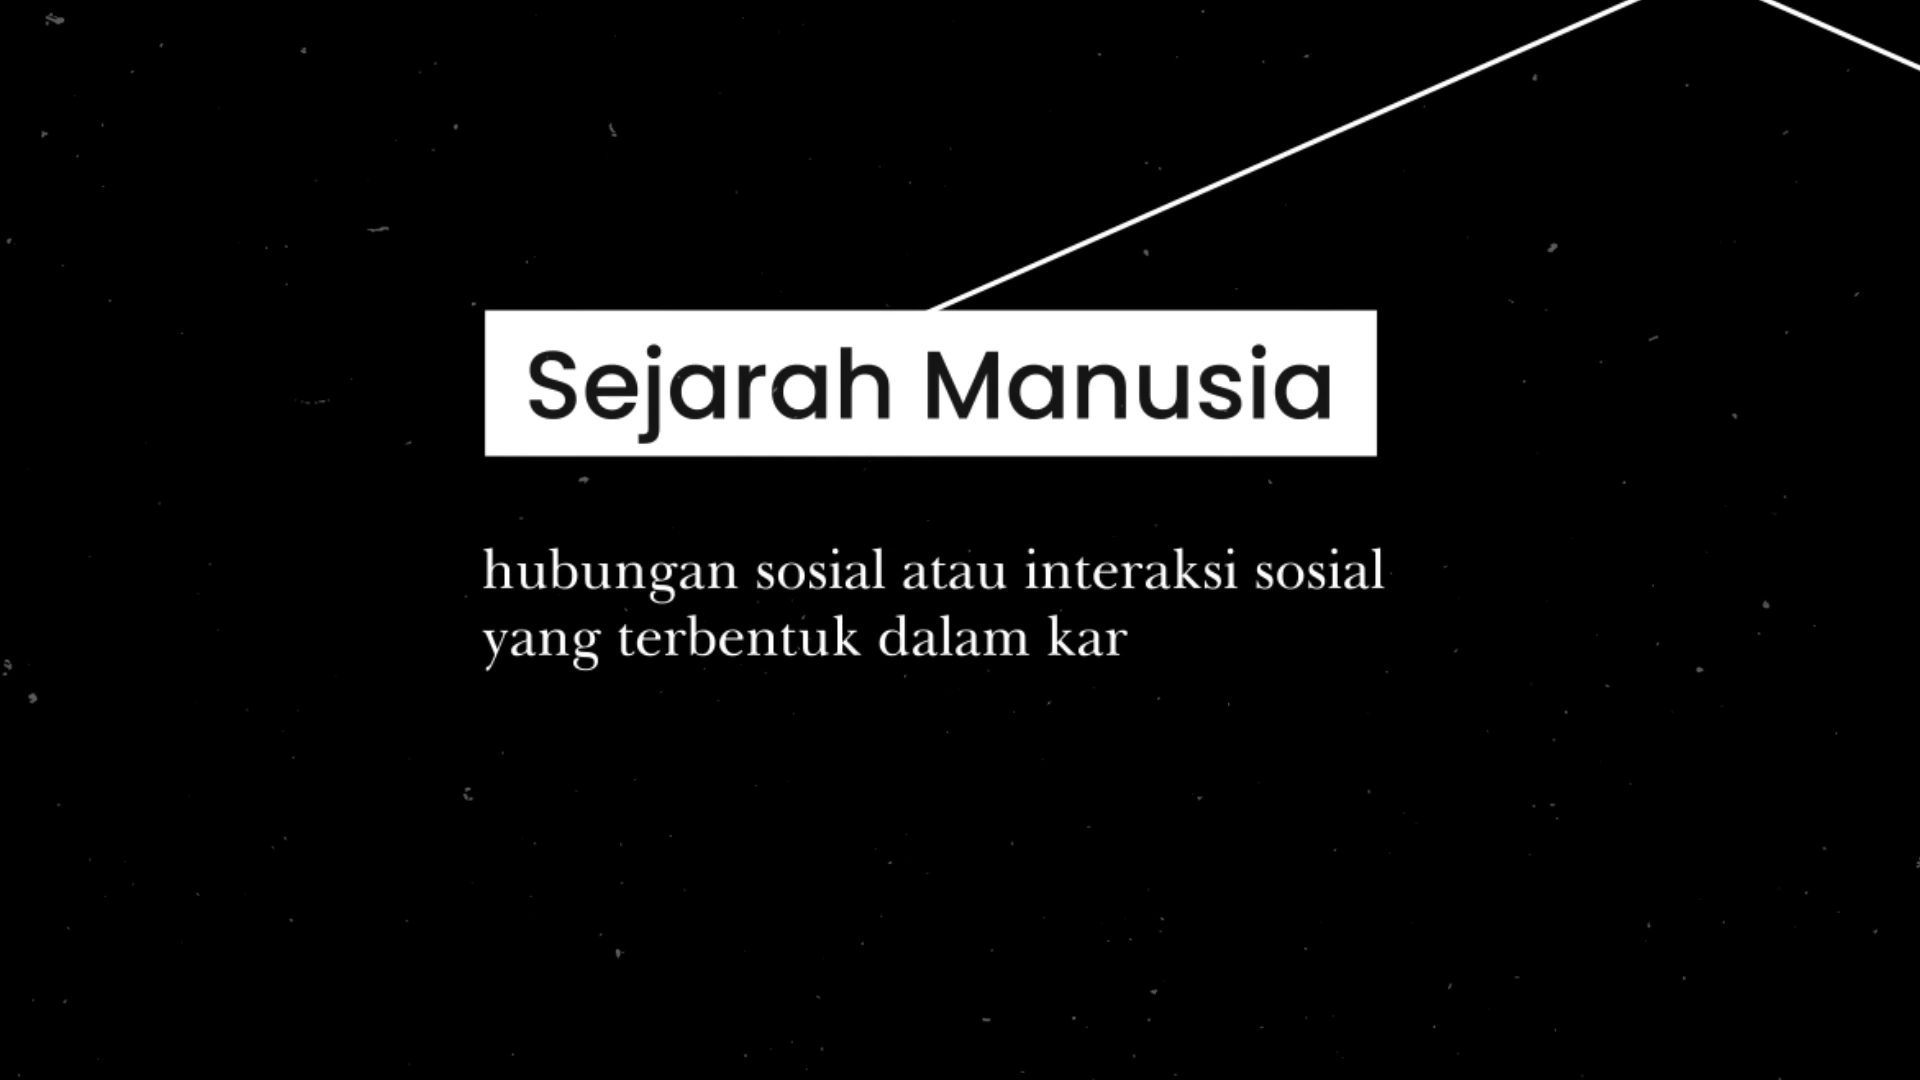 Sejarah Manusia
hubungan sosial atau interaksi sosial
yang terbentuk dalam kar